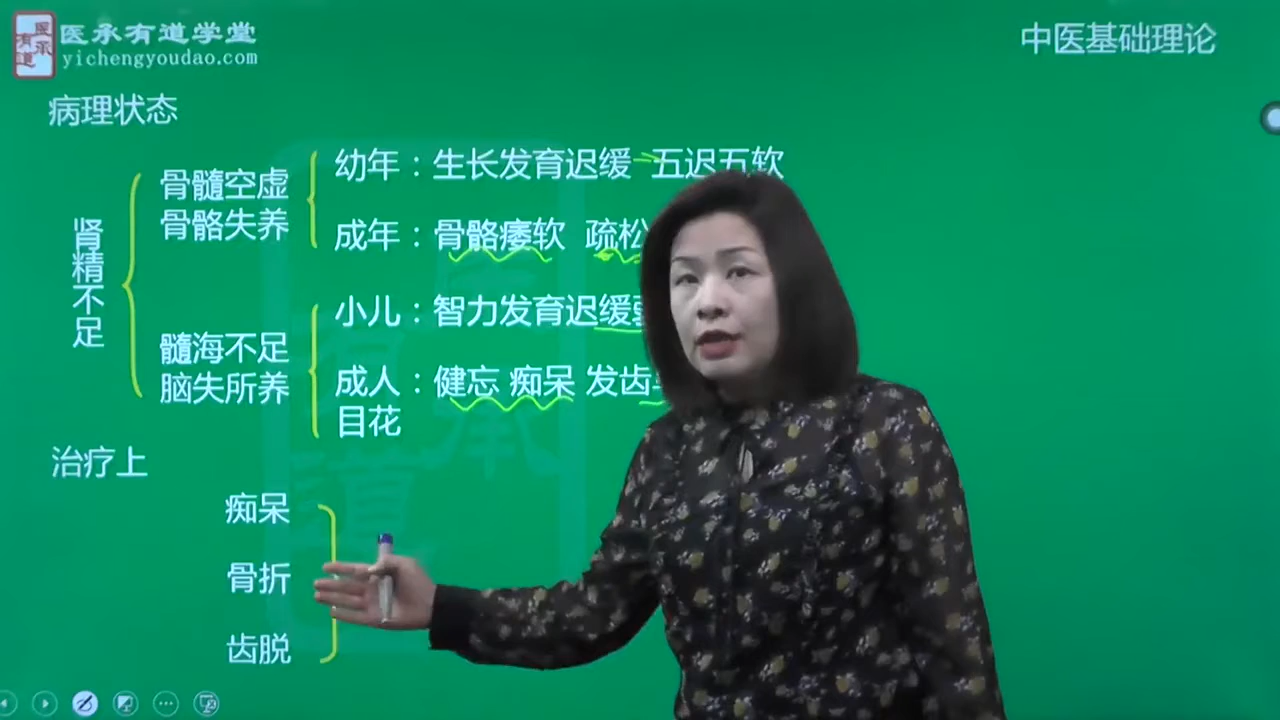 医承有道
医承有道学堂
yichengyoudao.com
中医基础理论
病理状态
肾精不足
骨髓空虚
骨骼失养
幼年：生长发育迟缓 五迟五软
成年：骨骼痿软 疏松
髓海不足
脑失所养
小儿：智力发育迟缓
成人：健忘 痴呆 发齿
目花
治疗上
痴呆
骨折
齿脱